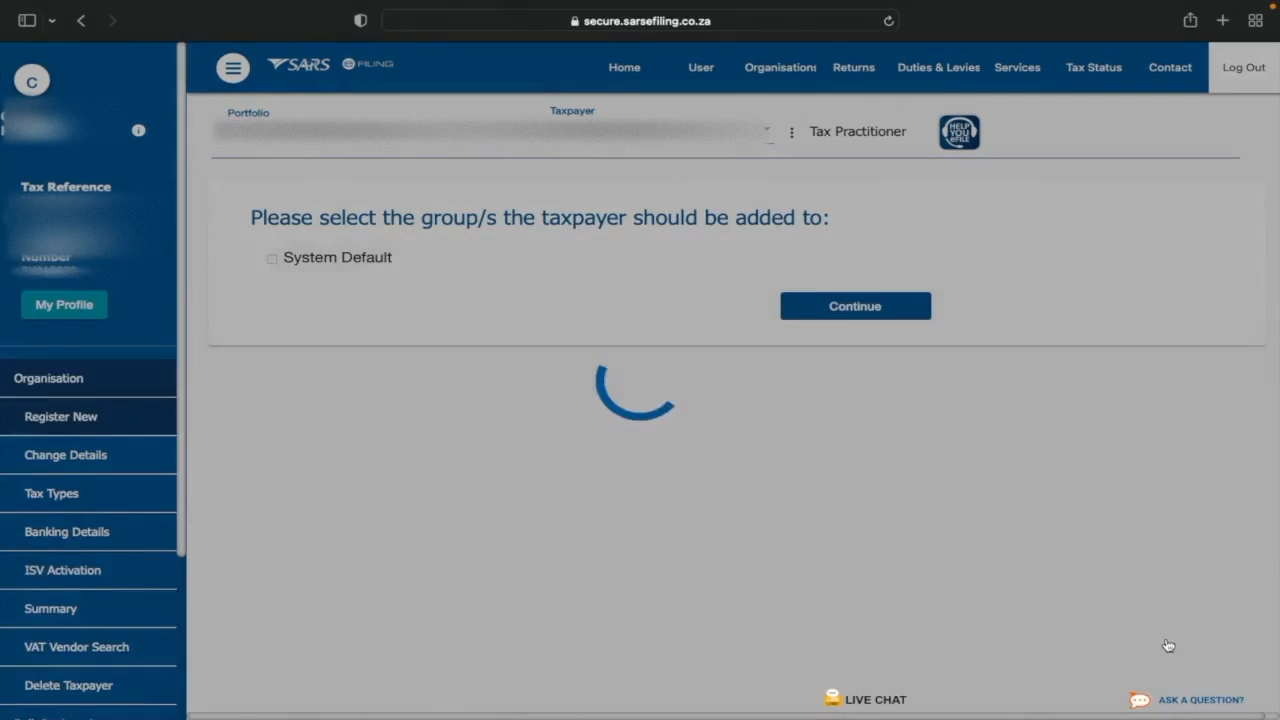 secure.sarsefiling.co.za
C
SARS eFILING
Home
User
Organisations
Returns
Duties & Levies
Services
Tax Status
Contact
Log Out
Portfolio
Taxpayer
Tax Practitioner
HELP YOU eFILE
Tax Reference
Number
My Profile
Please select the group/s the taxpayer should be added to:
System Default
Continue
Organisation
Register New
Change Details
Tax Types
Banking Details
ISV Activation
Summary
VAT Vendor Search
Delete Taxpayer
LIVE CHAT
ASK A QUESTION?